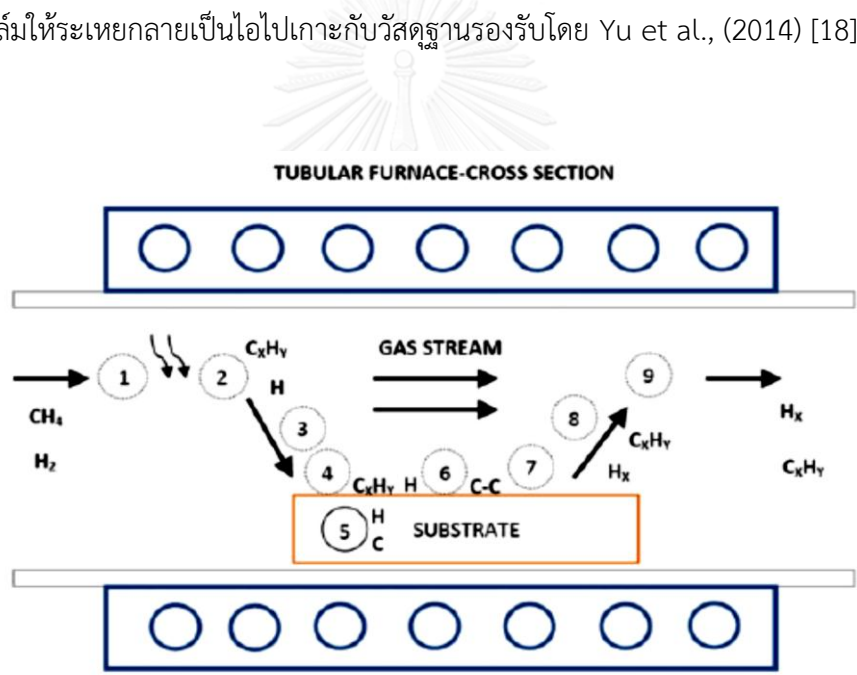 ล์มให้ระเหยกลายเป็นไอไปเกาะกับวัสดุฐานรองรับโดย Yu et al., (2014) [18]
TUBULAR FURNACE-CROSS SECTION
CXHY
GAS STREAM
1
2
9
H
CH4
3
8
HX
CXHY
H2
4
CXHY H
6
C-C
7
HX
CXHY
5
H
C
SUBSTRATE